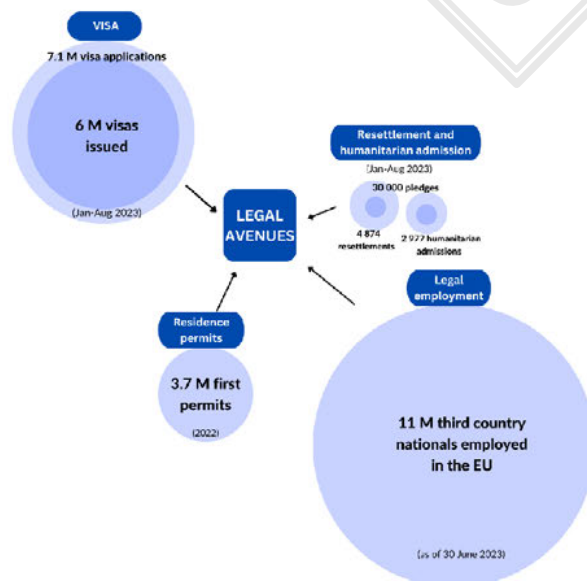 VISA
7.1 M visa applications
6 M visas
issued
(Jan-Aug 2023)
Resettlement and
humanitarian admission
(Jan-Aug 2023)
30 000 pledges
4 874
resettlements
2 977 humanitarian
admissions
LEGAL
AVENUES
Legal
employment
Residence
permits
3.7 M first
permits
(2022)
11 M third country
nationals employed
in the EU
(as of 30 June 2023)